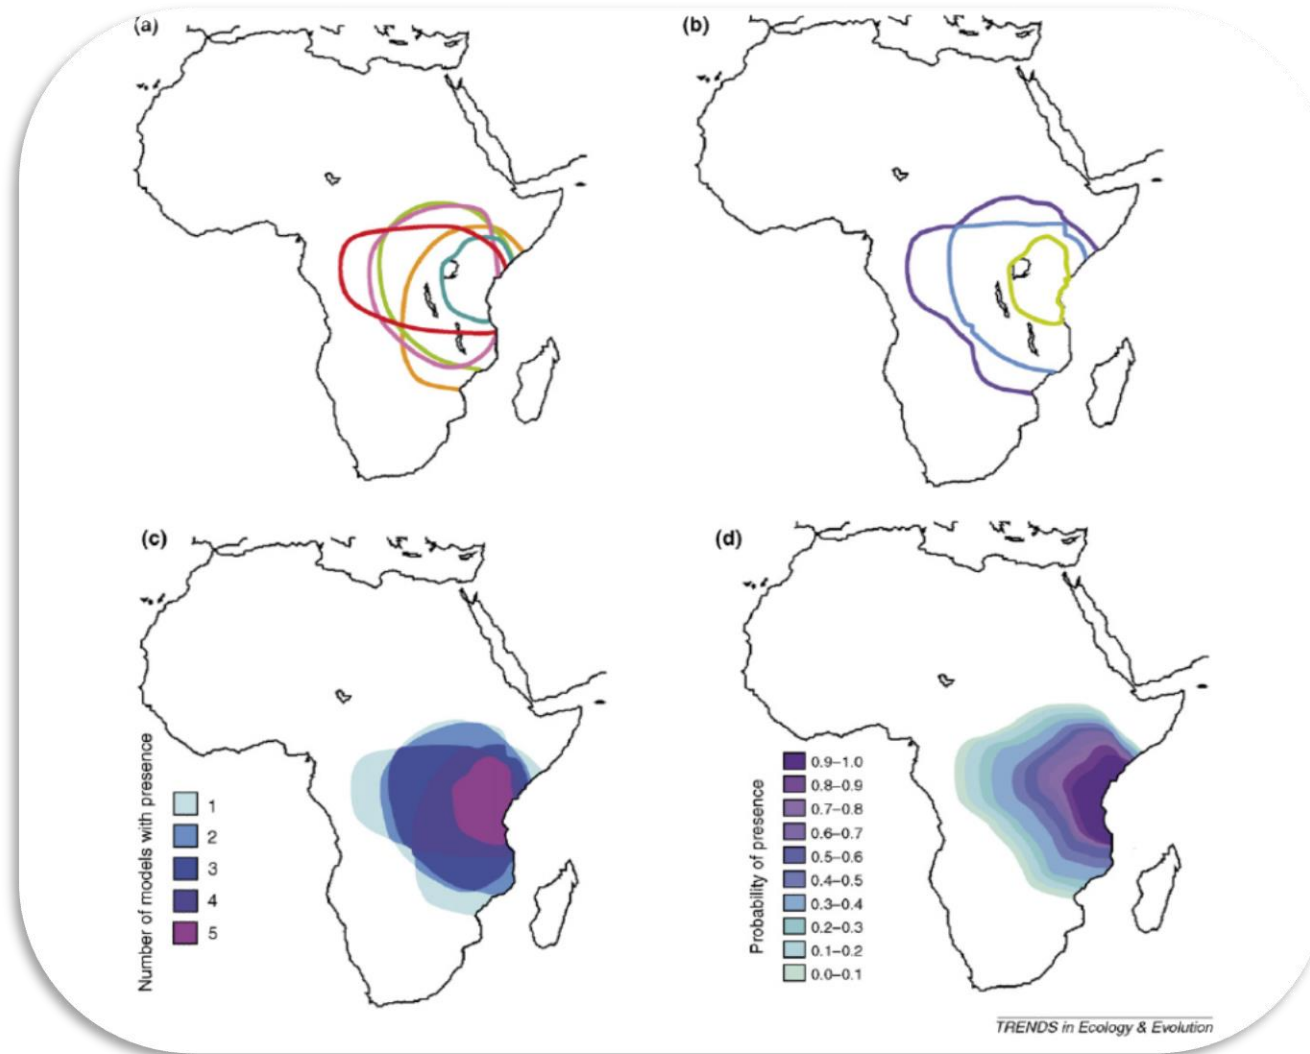 (a)
(b)
(c)
Number of models with presence
1
2
3
4
5
(d)
Probability of presence
0.9–1.0
0.8–0.9
0.7–0.8
0.6–0.7
0.5–0.6
0.4–0.5
0.3–0.4
0.2–0.3
0.1–0.2
0.0–0.1
TRENDS in Ecology & Evolution